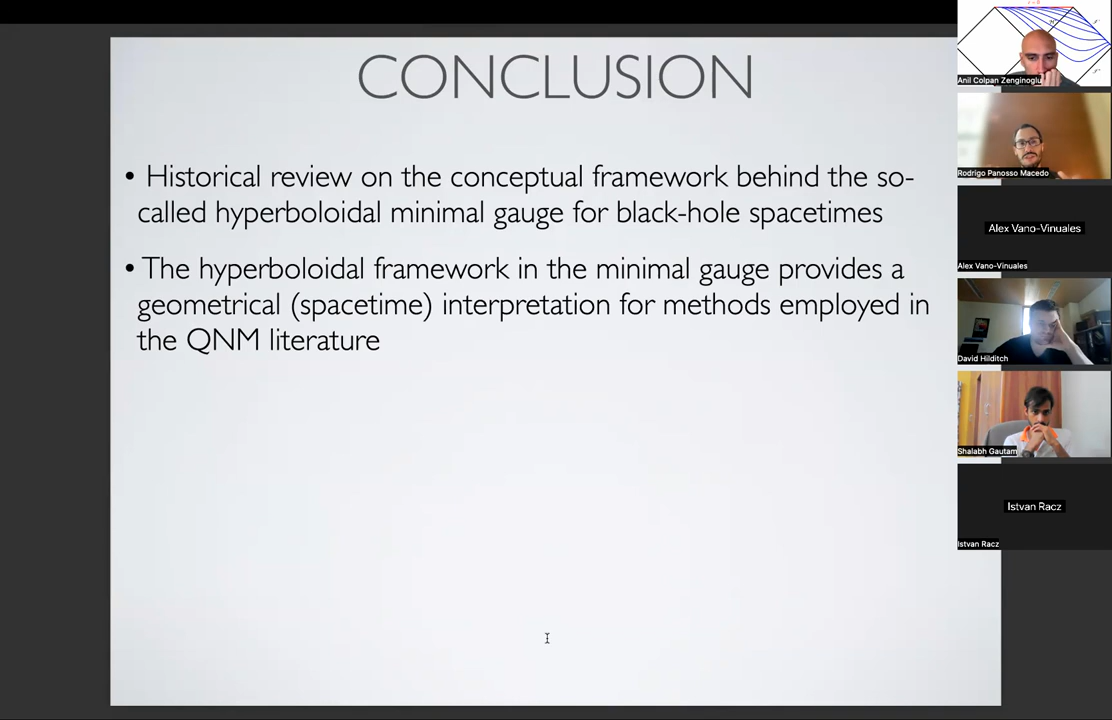 CONCLUSION
• Historical review on the conceptual framework behind the so-
called hyperboloidal minimal gauge for black-hole spacetimes
• The hyperboloidal framework in the minimal gauge provides a
geometrical (spacetime) interpretation for methods employed in
the QNM literature
Anil Colpan Zenginoglu
Rodrigo Panosso Macedo
Alex Vano-Vinuales
Alex Vano-Vinuales
David Hilditch
Shalabh Gautam
Istvan Racz
Istvan Racz